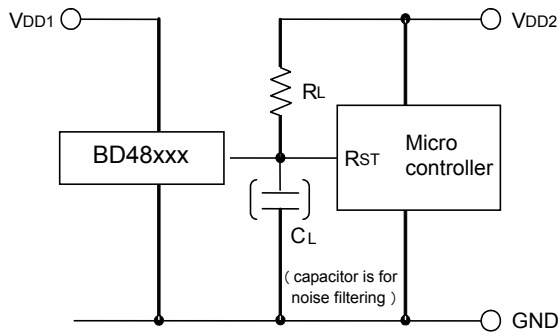 VDD1
VDD2
RL
BD48xxx
RST
Micro
controller
CL
( capacitor is for
noise filtering )
GND